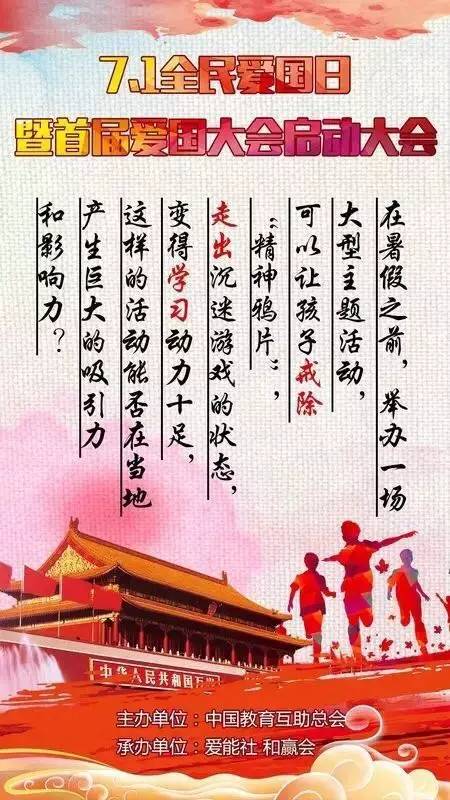 7.1全民爱国日
暨首届爱国大会启动大会
在暑假之前，举办一场
大型主题活动，
可以让孩子戒除
“精神鸦片”，
走出沉迷游戏的状态，
变得学习动力十足，
这样的活动能否在当地
产生巨大的吸引力
和影响力？
中华人民共和国万岁
主办单位：中国教育互助总会
承办单位：爱能社.和赢会